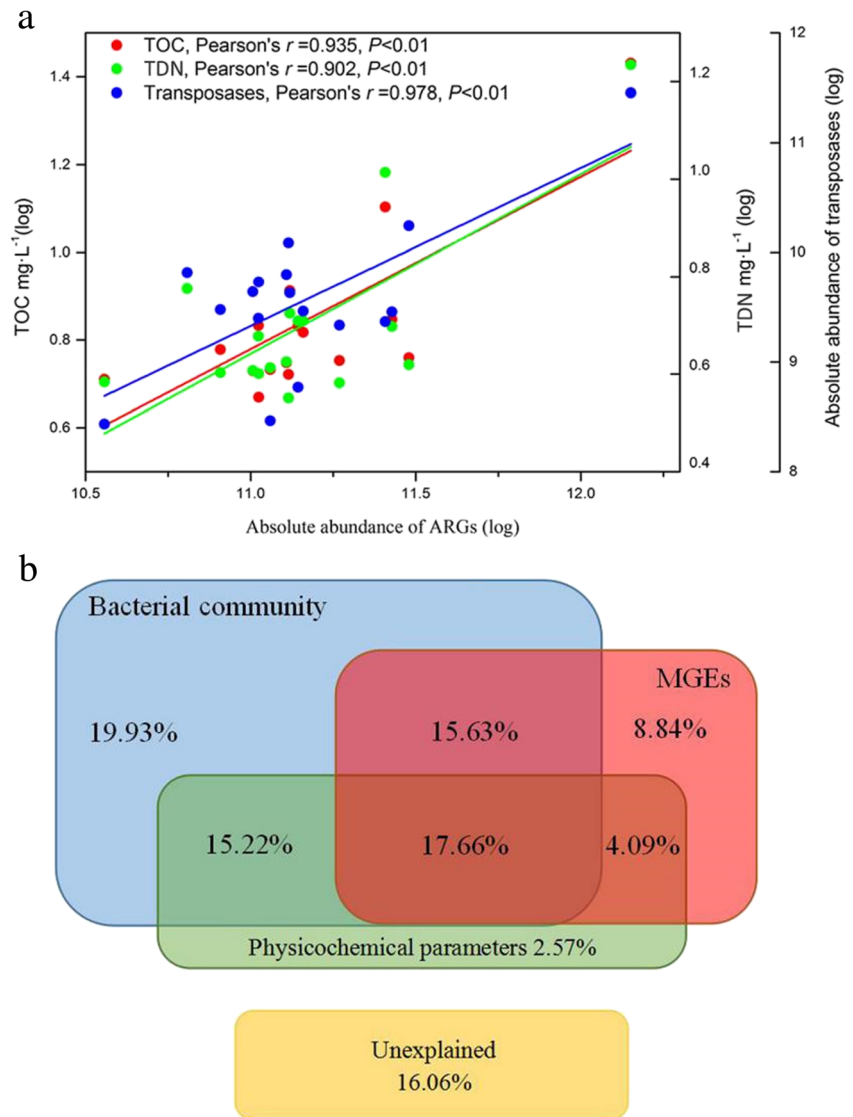 a
TOC, Pearson's r =0.935, P<0.01
TDN, Pearson's r =0.902, P<0.01
Transposases, Pearson's r =0.978, P<0.01
1.4
1.2
1.0
0.8
0.6
TOC mg·L-1(log)
10.5
11.0
11.5
12.0
Absolute abundance of ARGs (log)
1.2
1.0
0.8
0.6
0.4
TDN mg·L-1 (log)
12
11
10
9
8
Absolute abundance of transposases (log)
b
Bacterial community
MGEs
19.93%
15.63%
8.84%
15.22%
17.66%
4.09%
Physicochemical parameters 2.57%
Unexplained
16.06%